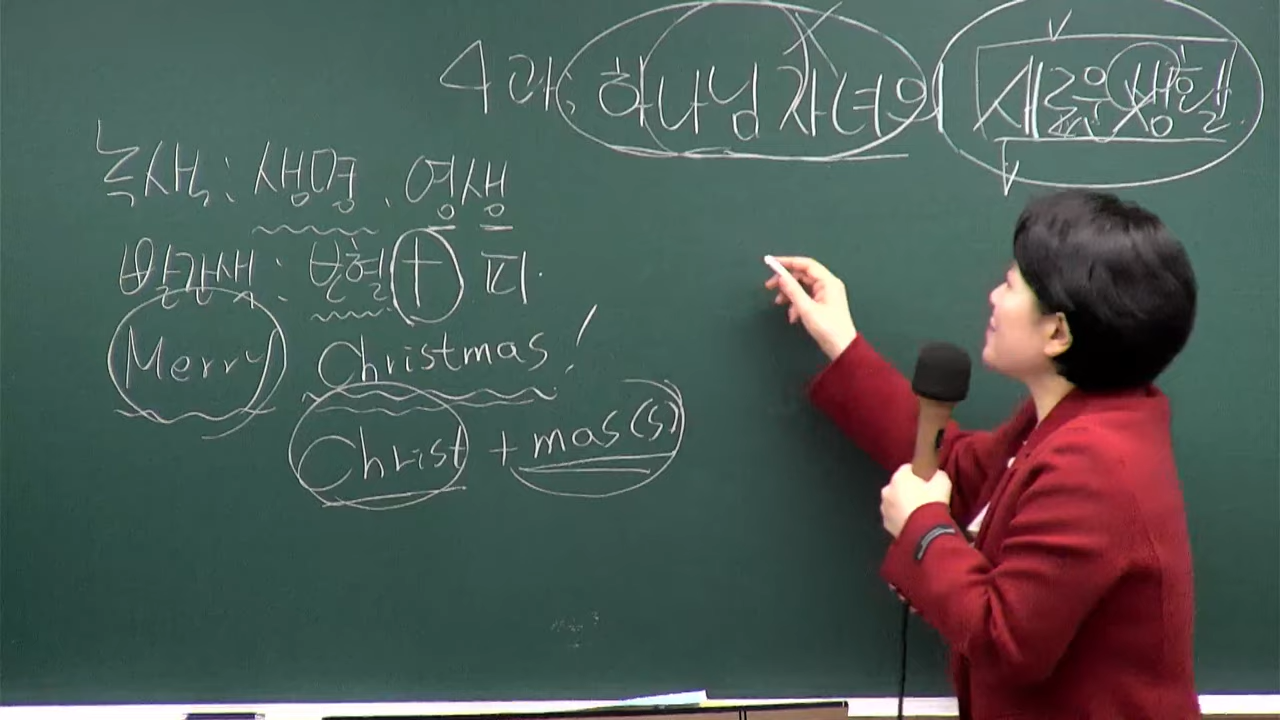 4과: 하나님 자녀의 새로운 생활
녹색: 생명, 영생
빨간색: 보혈 피.
Merry Christmas!
Christ + mas(s)